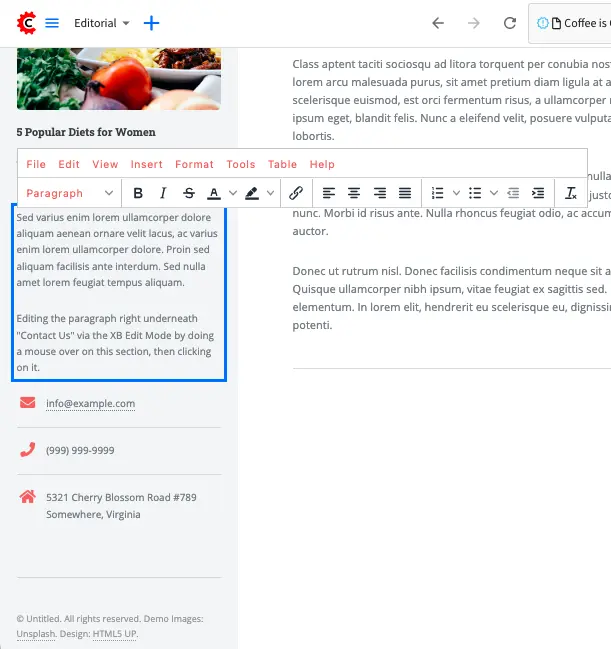 Editorial
Coffee is
5 Popular Diets for Women
File Edit View Insert Format Tools Table Help
Paragraph
Sed varius enim lorem ullamcorper dolore
aliquam aenean ornare velit lacus, ac varius
enim lorem ullamcorper dolore. Proin sed
aliquam facilisis ante interdum. Sed nulla
amet lorem feugiat tempus aliquam.
Editing the paragraph right underneath
"Contact Us" via the XB Edit Mode by doing
a mouse over on this section, then clicking
on it.
info@example.com
(999) 999-9999
5321 Cherry Blossom Road #789
Somewhere, Virginia
© Untitled. All rights reserved. Demo Images:
Unsplash. Design: HTML5 UP.
Class aptent taciti sociosqu ad litora torquent per conubia nos
lorem arcu malesuada purus, sit amet pretium diam ligula at a
scelerisque euismod, est orci fermentum risus, a ullamcorper
ipsum eget, blandit felis. Nunc a eleifend velit, posuere vulputa
lobortis.
nulla
justo
nunc. Morbi id risus ante. Nulla rhoncus feugiat odio, ac accum
auctor.
Donec ut rutrum nisl. Donec facilisis condimentum neque sit a
Quisque ullamcorper nibh ipsum, vitae feugiat ex sagittis sed.
elementum. In lorem elit, hendrerit eu scelerisque eu, dignissin
potenti.